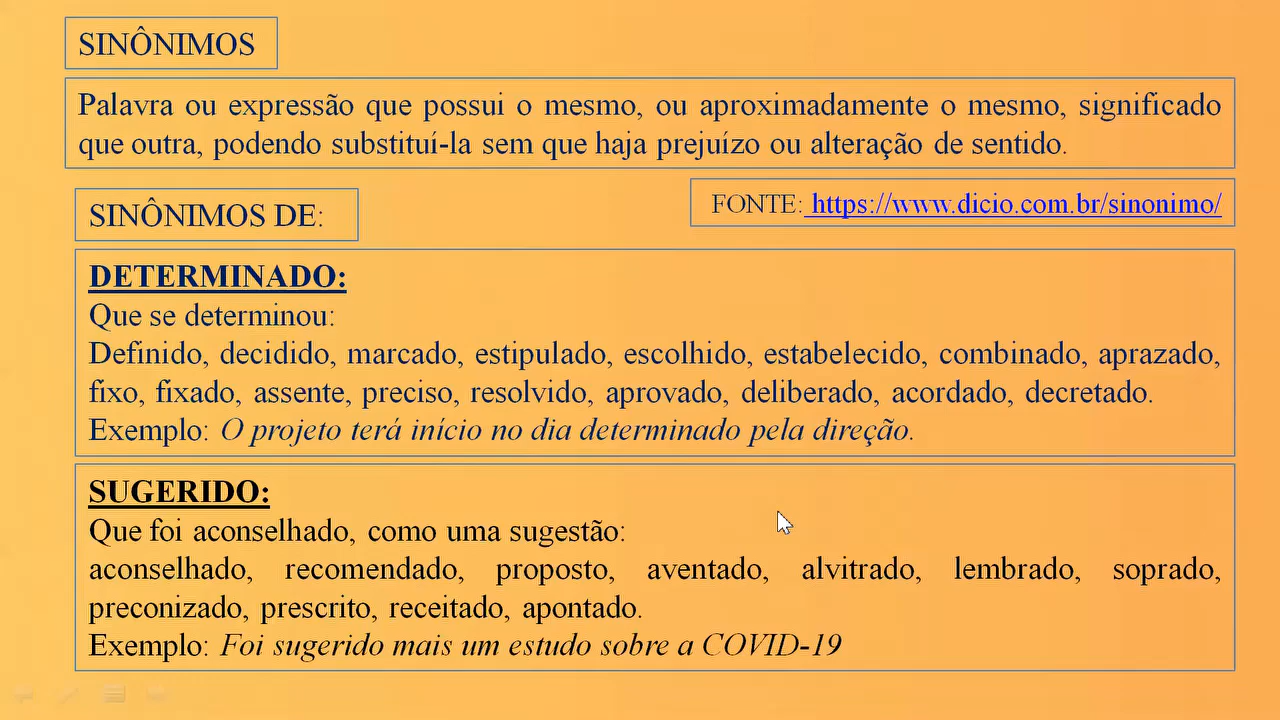 SINÔNIMOS
Palavra ou expressão que possui o mesmo, ou aproximadamente o mesmo, significado
que outra, podendo substituí-la sem que haja prejuízo ou alteração de sentido.
FONTE: https://www.dicio.com.br/sinonimo/
SINÔNIMOS DE:
DETERMINADO:
Que se determinou:
Definido, decidido, marcado, estipulado, escolhido, estabelecido, combinado, aprazado,
fixo, fixado, assente, preciso, resolvido, aprovado, deliberado, acordado, decretado.
Exemplo: O projeto terá início no dia determinado pela direção.
SUGERIDO:
Que foi aconselhado, como uma sugestão:
aconselhado, recomendado, proposto, aventado, alvitrado, lembrado, soprado,
preconizado, prescrito, receitado, apontado.
Exemplo: Foi sugerido mais um estudo sobre a COVID-19